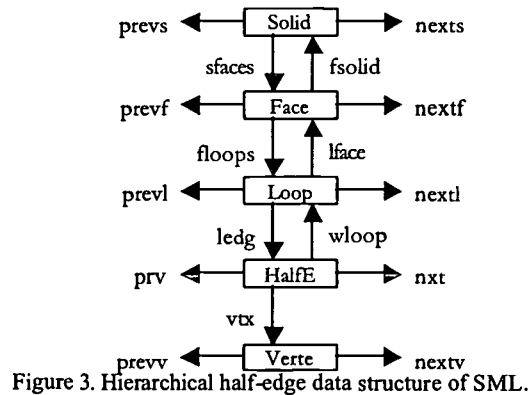 prevs Solid nexts
sfaces fsolid
prevf Face nextf
floops lface
prevl Loop nextl
ledg wloop
prv HalfE nxt
vtx
prevv Verte nextv
Figure 3. Hierarchical half-edge data structure of SML.